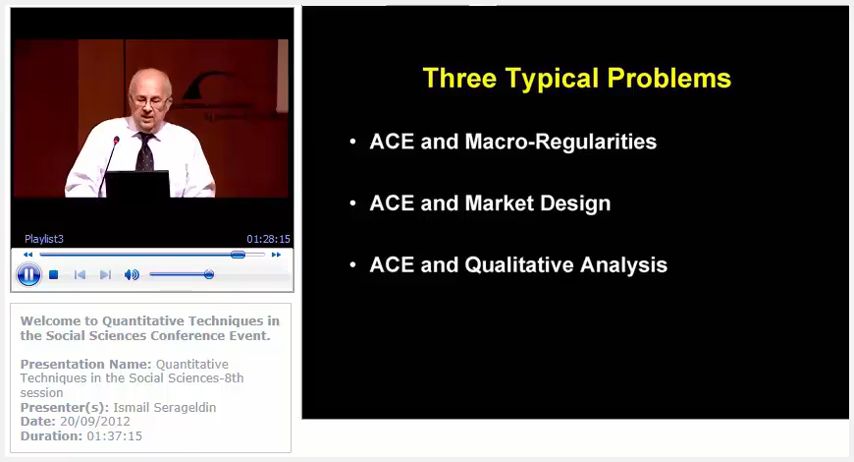 Playlist3 01:28:15
Welcome to Quantitative Techniques in
the Social Sciences Conference Event.
Presentation Name: Quantitative
Techniques in the Social Sciences-8th
session
Presenter(s): Ismail Serageldin
Date: 20/09/2012
Duration: 01:37:15
Three Typical Problems
• ACE and Macro-Regularities
• ACE and Market Design
• ACE and Qualitative Analysis